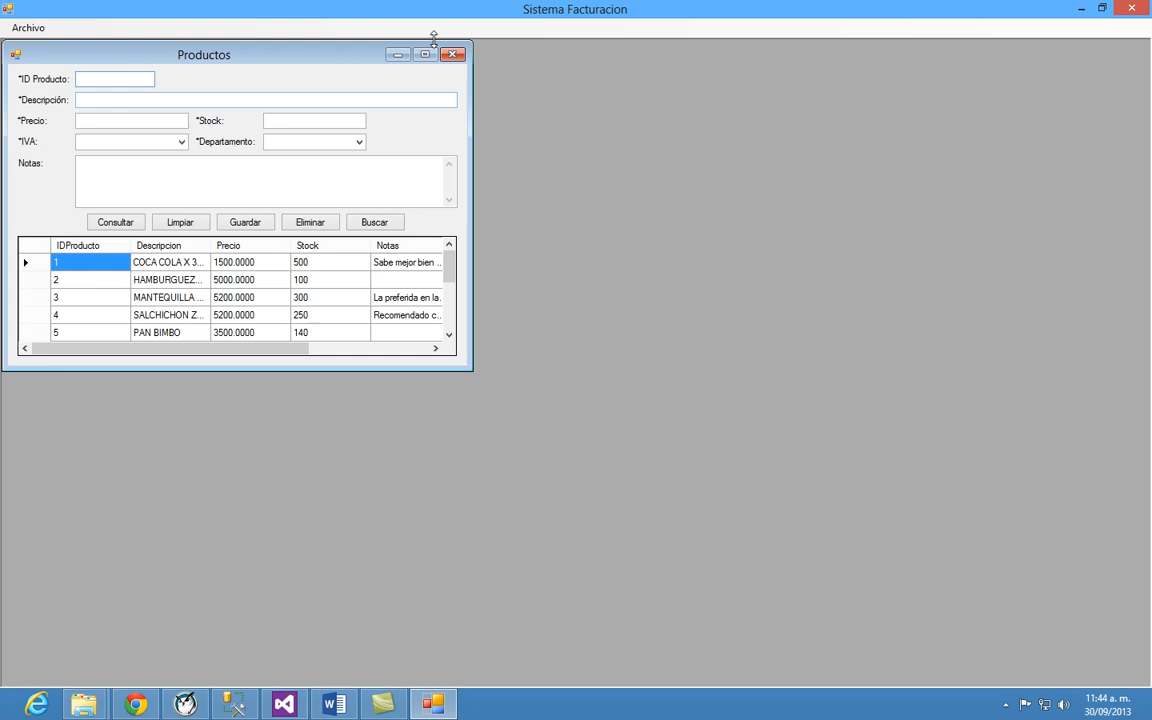 Sistema Facturacion
Archivo
Productos
*ID Producto:
*Descripción:
*Precio: *Stock:
*IVA: *Departamento:
Notas:
Consultar Limpiar Guardar Eliminar Buscar
IDProducto Descripcion Precio Stock Notas
1 COCA COLA X 3... 1500.0000 500 Sabe mejor bien ..
2 HAMBURGUEZ... 5000.0000 100
3 MANTEQUILLA ... 5200.0000 300 La preferida en la.
4 SALCHICHON Z... 5200.0000 250 Recomendado c..
5 PAN BIMBO 3500.0000 140
11:44 a. m.
30/09/2013